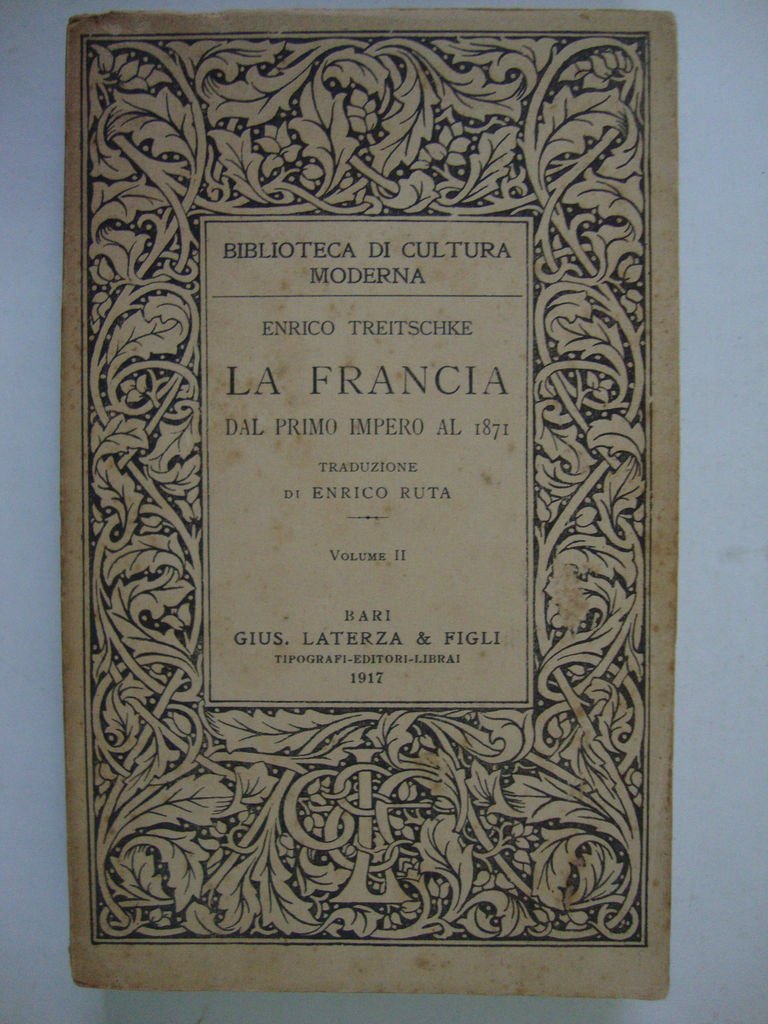 BIBLIOTECA DI CULTURA
MODERNA
ENRICO TREITSCHKE
LA FRANCIA
DAL PRIMO IMPERO AL 1871
TRADUZIONE
DI ENRICO RUTA
VOLUME II
BARI
GIUS. LATERZA & FIGLI
TIPOGRAFI-EDITORI-LIBRAI
1917